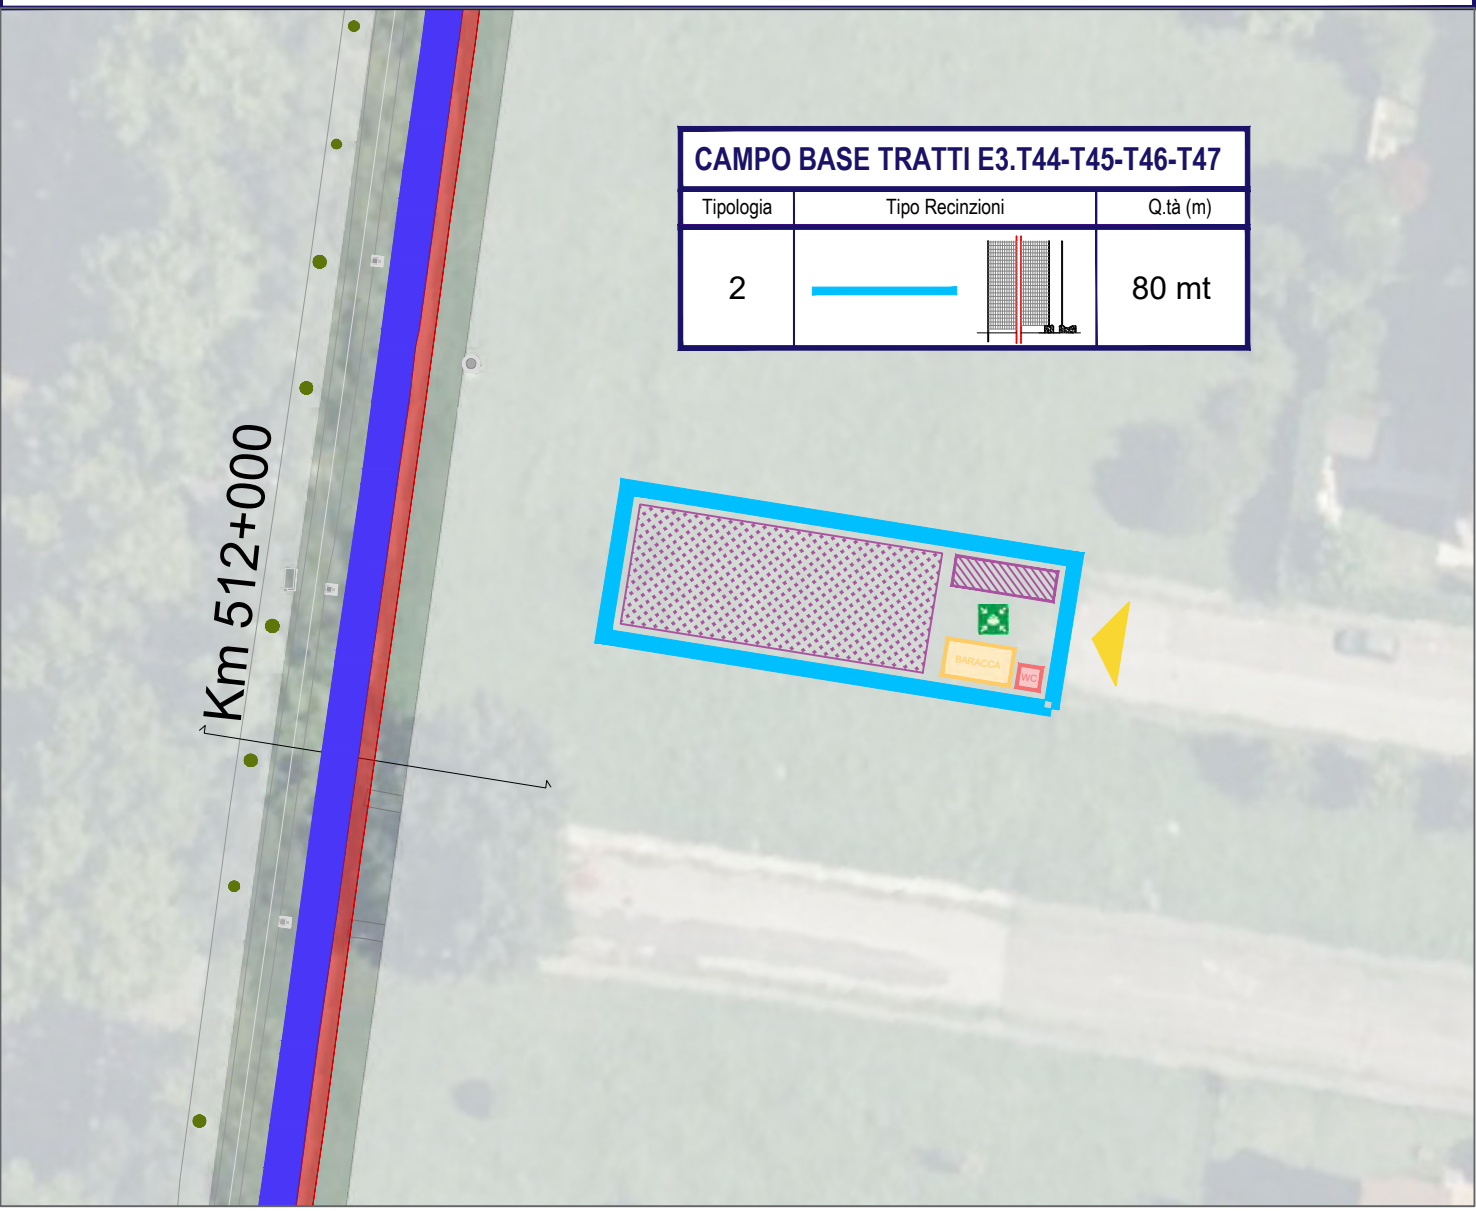 CAMPO BASE TRATTI E3.T44-T45-T46-T47
Tipologia Tipo Recinzioni Q.tà (m)
2 80 mt
Km 512+000
BARACCA
WC